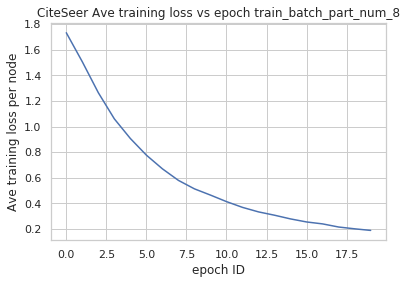 CiteSeer Ave training loss vs epoch train_batch_part_num_8
Ave training loss per node
1.8
1.6
1.4
1.2
1.0
0.8
0.6
0.4
0.2
0.0 2.5 5.0 7.5 10.0 12.5 15.0 17.5
epoch ID